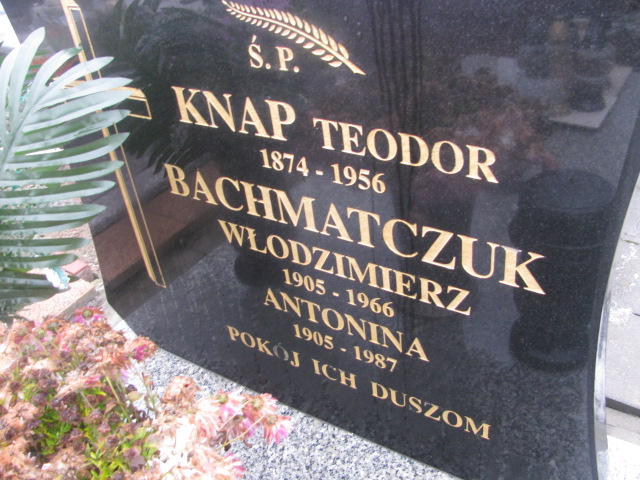 Ś.P.
KNAP TEODOR
1874 - 1956
BACHMATCZUK
WŁODZIMIERZ
1905 - 1966
ANTONINA
1905 - 1987
POKÓJ ICH DUSZOM